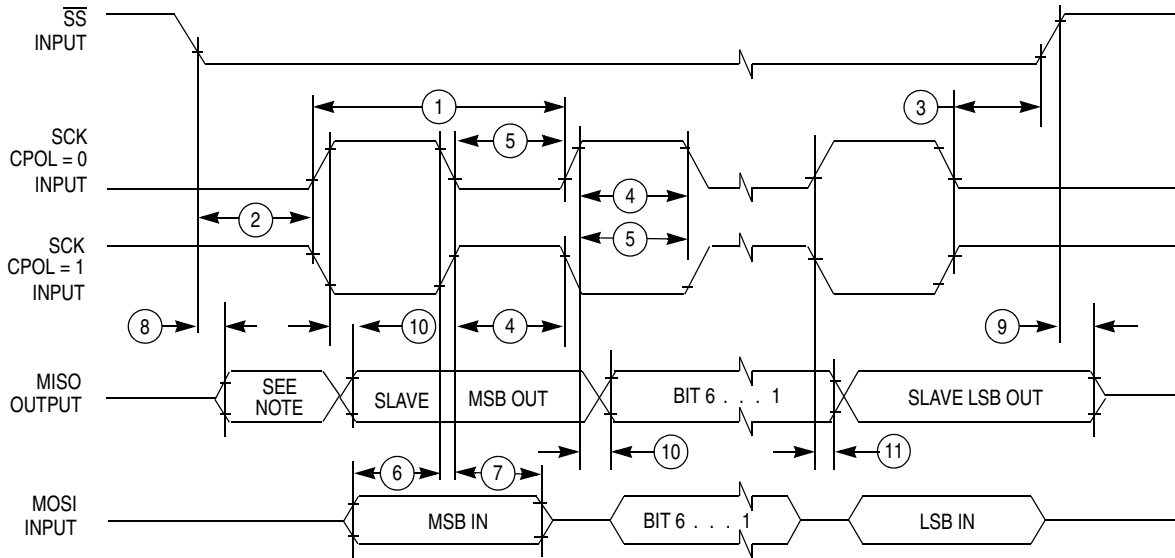 SS
INPUT
1
3
SCK
CPOL = 0
INPUT
5
4
2
SCK
CPOL = 1
INPUT
5
8
10
4
9
MISO
OUTPUT
SEE
NOTE
SLAVE
MSB OUT
BIT 6 . . . 1
SLAVE LSB OUT
10
11
6
7
MOSI
INPUT
MSB IN
BIT 6 . . . 1
LSB IN